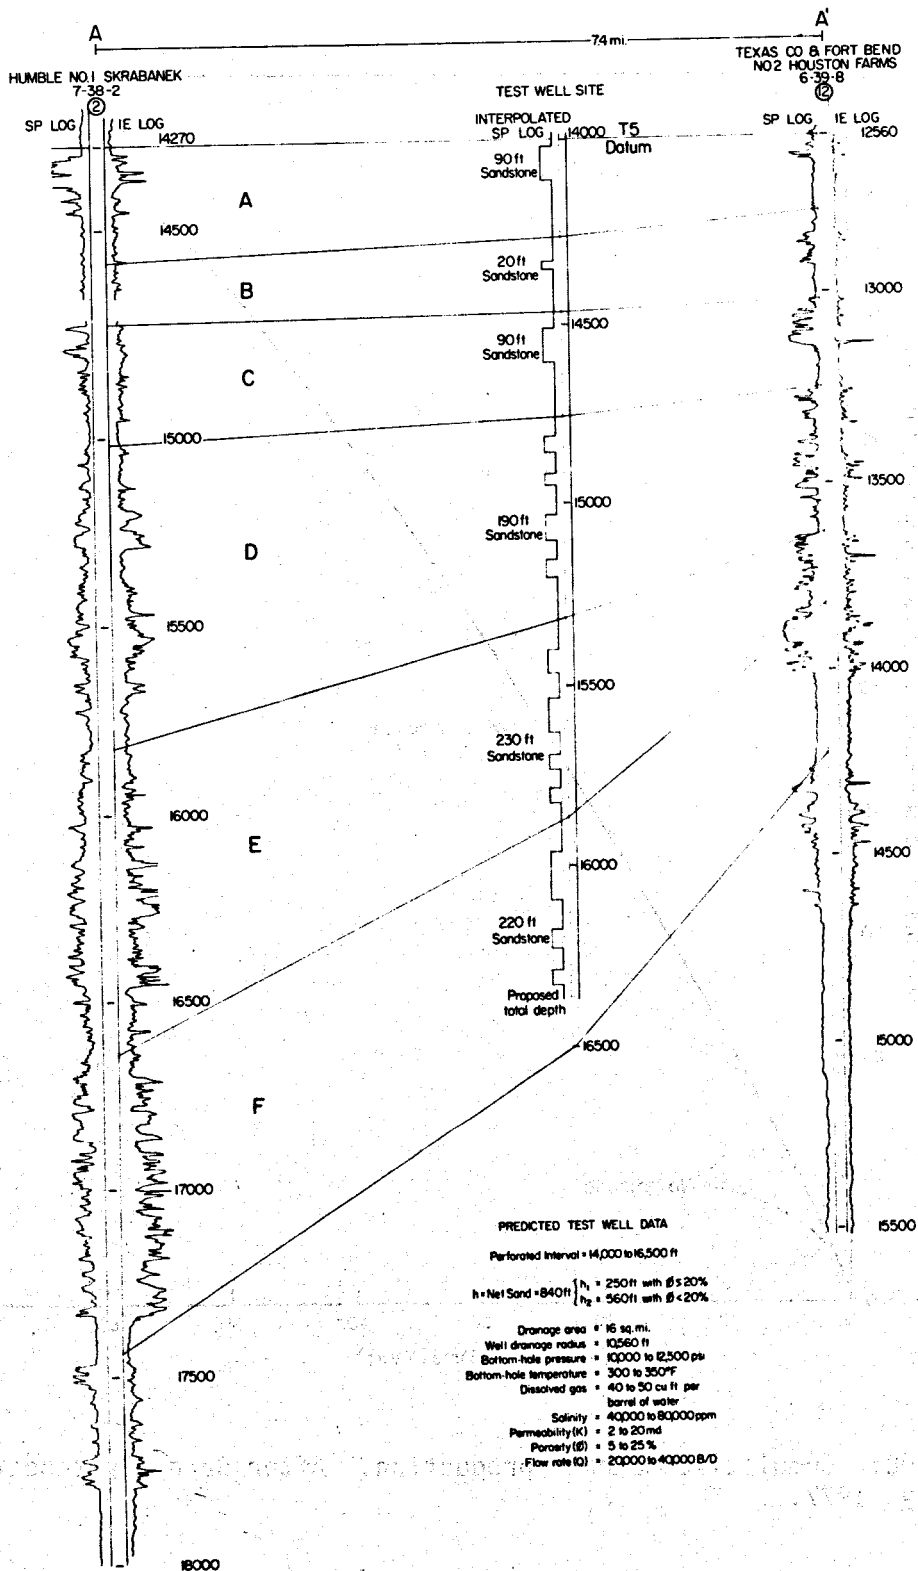 A
A'
7.4 mi.
HUMBLE NO.1 SKRABANEK
7-38-2
2
SP LOG
IE LOG
14270
14500
15000
15500
16000
16500
17000
17500
18000
TEST WELL SITE
INTERPOLATED
SP LOG
14000
T5
Datum
90 ft
Sandstone
20 ft
Sandstone
14500
90 ft
Sandstone
15000
190 ft
Sandstone
15500
230 ft
Sandstone
16000
220 ft
Sandstone
Proposed
total depth
16500
TEXAS CO & FORT BEND
NO 2 HOUSTON FARMS
6-39-8
12
SP LOG
IE LOG
12560
13000
13500
14000
14500
15000
15500
A
B
C
D
E
F
PREDICTED TEST WELL DATA
Perforated Interval = 14,000 to 16,500 ft
h = Net Sand = 840 ft
h₁ = 250 ft with Ø ≤ 20%
h₂ = 560 ft with Ø < 20%
Drainage area = 16 sq. mi.
Well drainage radius = 10,560 ft
Bottom-hole pressure = 10,000 to 12,500 psi
Bottom-hole temperature = 300 to 350°F
Dissolved gas = 40 to 50 cu ft per
barrel of water
Salinity = 40,000 to 80,000 ppm
Permeability (K) = 2 to 20 md
Porosity (Ø) = 5 to 25 %
Flow rate (Q) = 20,000 to 40,000 B/D